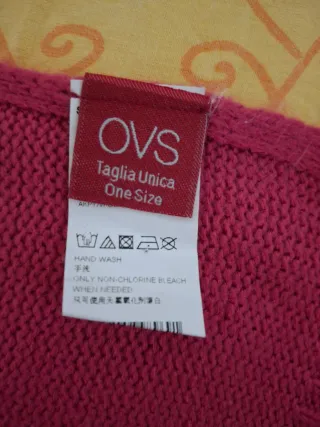 OVS
Taglia Unica
One Size
HAND WASH
手洗
ONLY NON-CHLORINE BLEACH
WHEN NEEDED